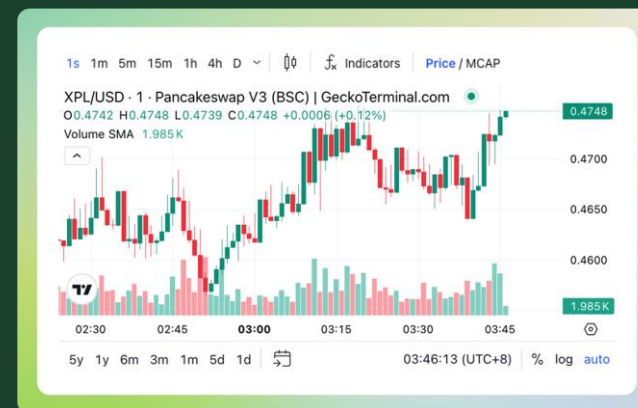 1s 1m 5m 15m 1h 4h D fx Indicators Price / MCAP
XPL/USD · 1 · Pancakeswap V3 (BSC) | GeckoTerminal.com
O0.4742 H0.4748 L0.4739 C0.4748 +0.0006 (+0.12%)
Volume SMA 1.985K
0.4748
0.4700
0.4650
0.4600
1.985K
02:30 02:45 03:00 03:15 03:30 03:45
5y 1y 6m 3m 1m 5d 1d 03:46:13 (UTC+8) % log auto